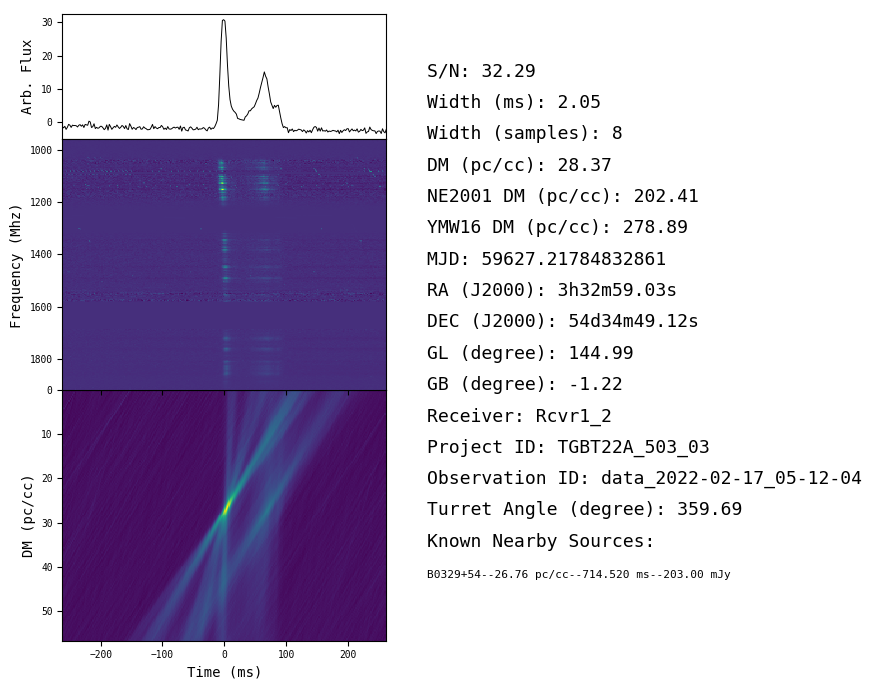 30
20
10
0
Arb. Flux
1000
1200
1400
1600
1800
Frequency (Mhz)
0
10
20
30
40
50
DM (pc/cc)
−200
−100
0
100
200
Time (ms)
S/N: 32.29
Width (ms): 2.05
Width (samples): 8
DM (pc/cc): 28.37
NE2001 DM (pc/cc): 202.41
YMW16 DM (pc/cc): 278.89
MJD: 59627.21784832861
RA (J2000): 3h32m59.03s
DEC (J2000): 54d34m49.12s
GL (degree): 144.99
GB (degree): -1.22
Receiver: Rcvr1_2
Project ID: TGBT22A_503_03
Observation ID: data_2022-02-17_05-12-04
Turret Angle (degree): 359.69
Known Nearby Sources:
B0329+54--26.76 pc/cc--714.520 ms--203.00 mJy